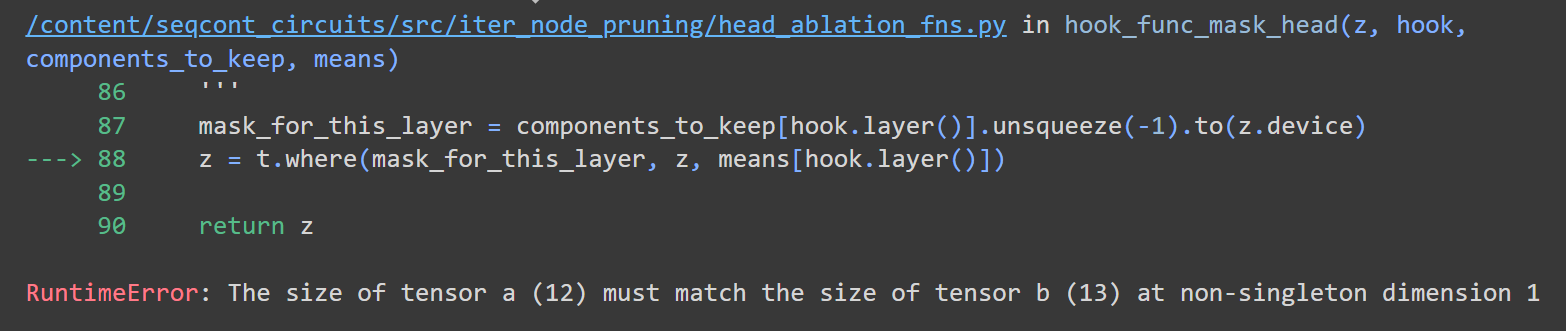 /content/seqcont_circuits/src/iter_node_pruning/head_ablation_fns.py in hook_func_mask_head(z, hook,
components_to_keep, means)
86     '''
87     mask_for_this_layer = components_to_keep[hook.layer()].unsqueeze(-1).to(z.device)
---> 88     z = t.where(mask_for_this_layer, z, means[hook.layer()])
89
90     return z
RuntimeError: The size of tensor a (12) must match the size of tensor b (13) at non-singleton dimension 1